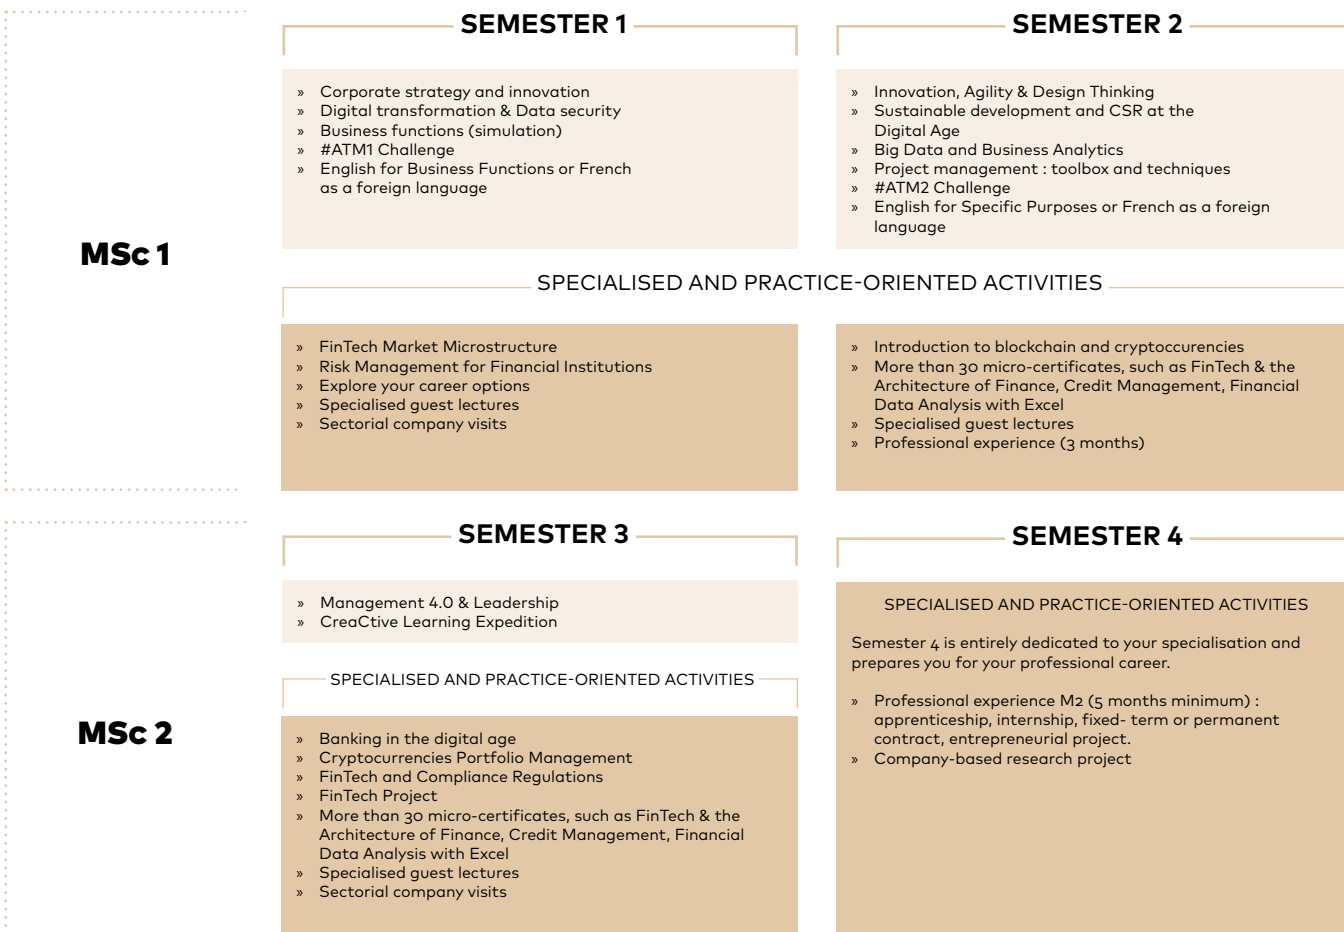 MSc 1
SEMESTER 1
» Corporate strategy and innovation
» Digital transformation & Data security
» Business functions (simulation)
» #ATM1 Challenge
» English for Business Functions or French
as a foreign language
SEMESTER 2
» Innovation, Agility & Design Thinking
» Sustainable development and CSR at the
Digital Age
» Big Data and Business Analytics
» Project management : toolbox and techniques
» #ATM2 Challenge
» English for Specific Purposes or French as a foreign
language
SPECIALISED AND PRACTICE-ORIENTED ACTIVITIES
» FinTech Market Microstructure
» Risk Management for Financial Institutions
» Explore your career options
» Specialised guest lectures
» Sectorial company visits
» Introduction to blockchain and cryptoccurencies
» More than 30 micro-certificates, such as FinTech & the
Architecture of Finance, Credit Management, Financial
Data Analysis with Excel
» Specialised guest lectures
» Professional experience (3 months)
MSc 2
SEMESTER 3
» Management 4.0 & Leadership
» CreaCtive Learning Expedition
SPECIALISED AND PRACTICE-ORIENTED ACTIVITIES
» Banking in the digital age
» Cryptocurrencies Portfolio Management
» FinTech and Compliance Regulations
» FinTech Project
» More than 30 micro-certificates, such as FinTech & the
Architecture of Finance, Credit Management, Financial
Data Analysis with Excel
» Specialised guest lectures
» Sectorial company visits
SEMESTER 4
SPECIALISED AND PRACTICE-ORIENTED ACTIVITIES
Semester 4 is entirely dedicated to your specialisation and
prepares you for your professional career.
» Professional experience M2 (5 months minimum) :
apprenticeship, internship, fixed- term or permanent
contract, entrepreneurial project.
» Company-based research project